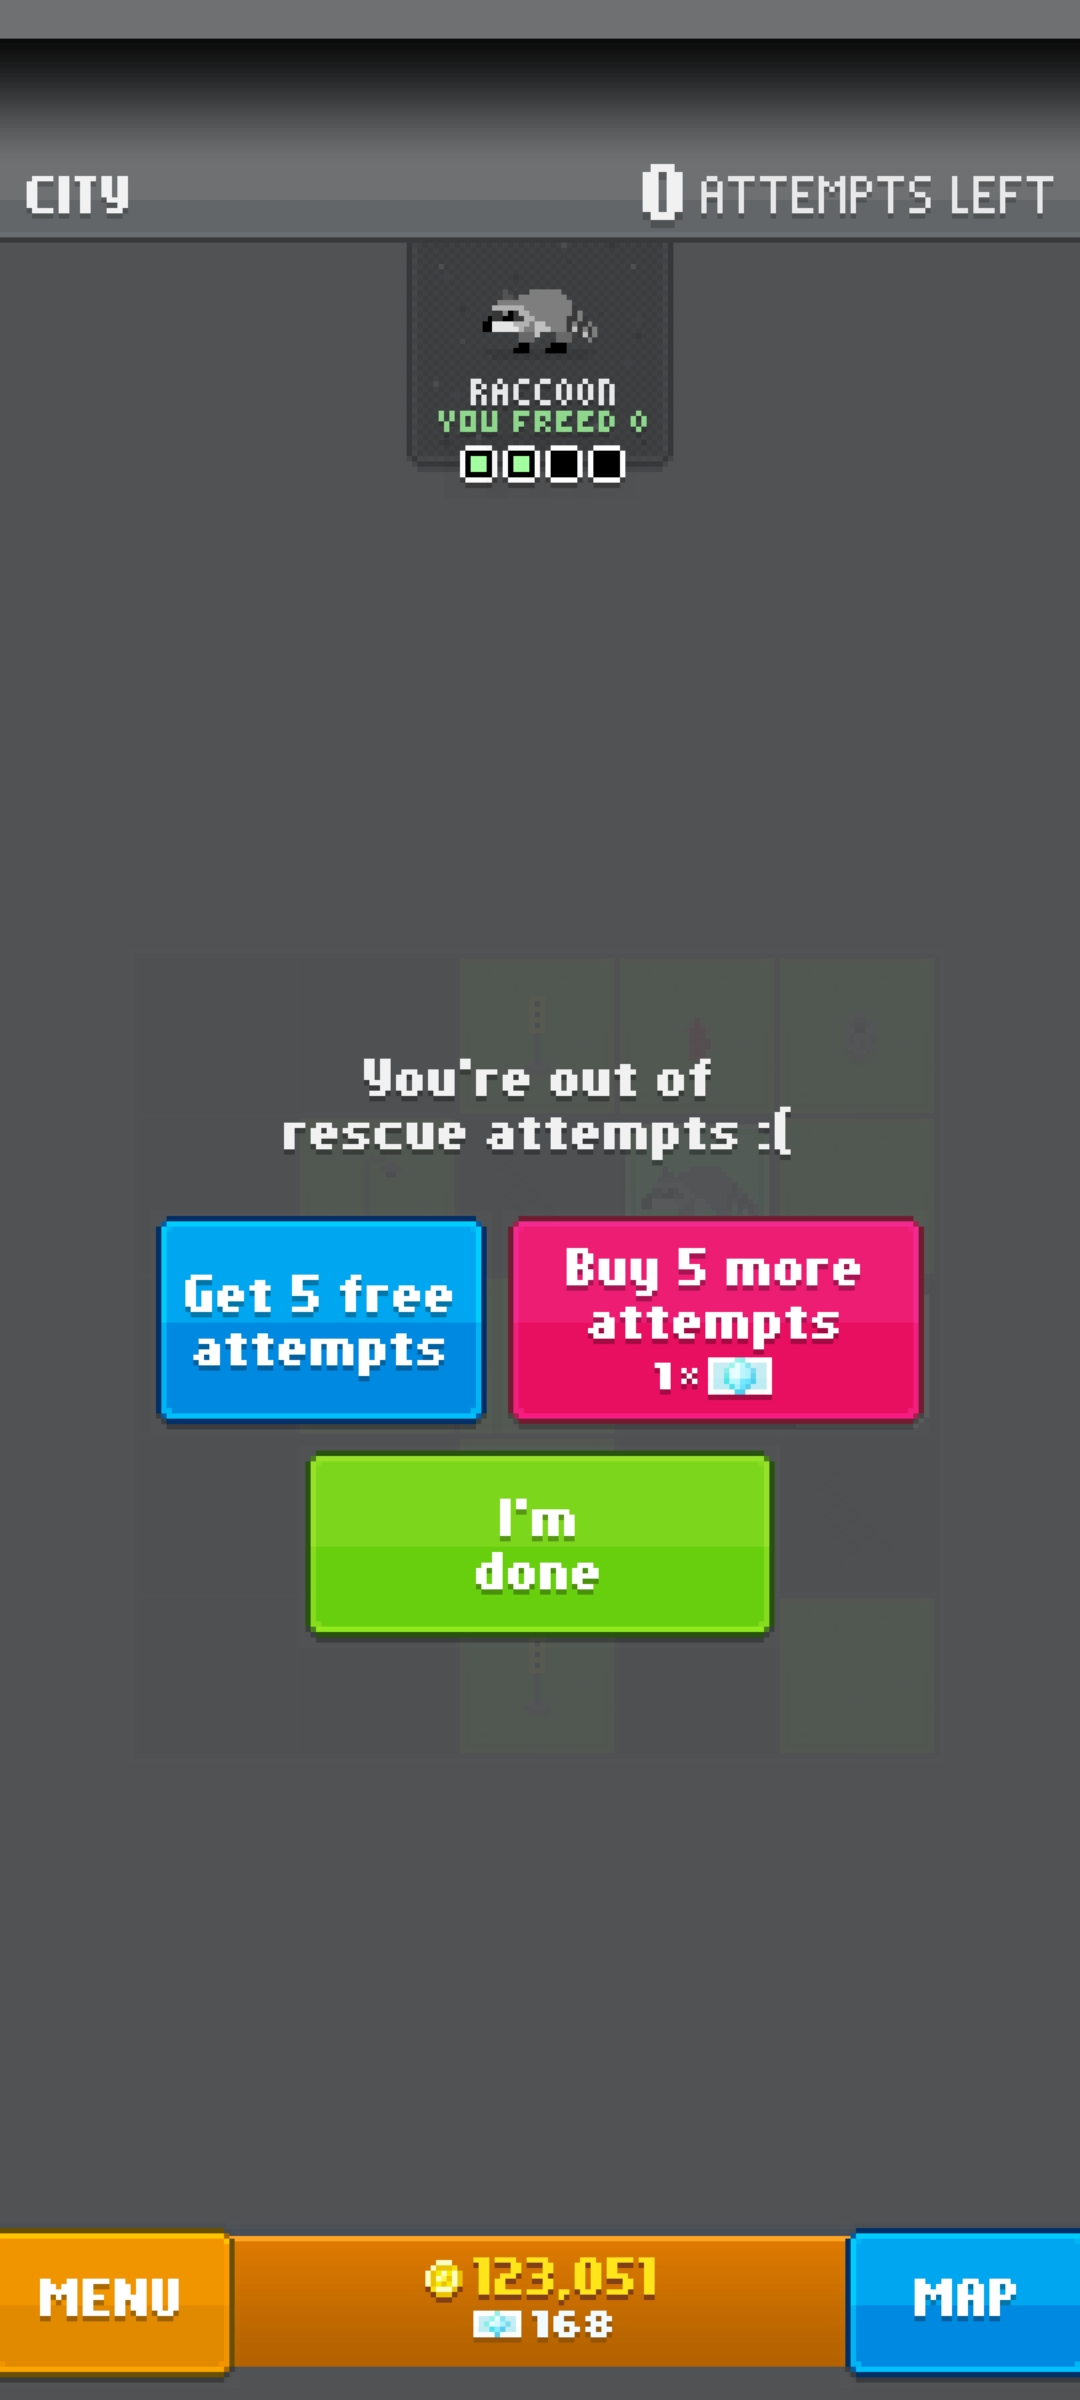 CITY
0 ATTEMPTS LEFT
RACCOON
YOU FREED 0
You're out of
rescue attempts :(
Get 5 free
attempts
Buy 5 more
attempts
1×
I'm
done
MENU
123,051
168
MAP